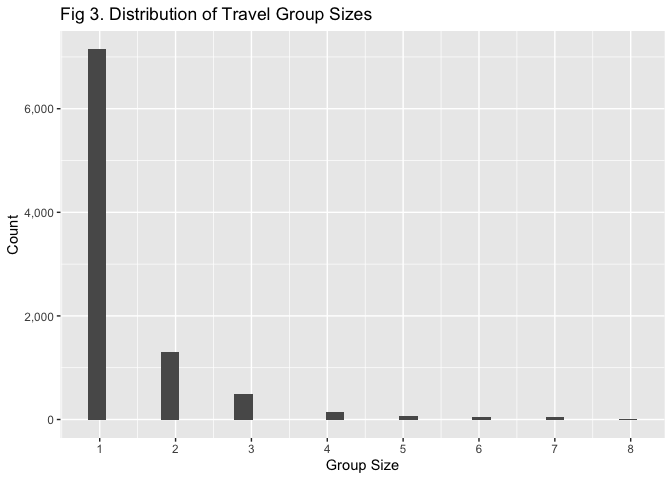 Fig 3. Distribution of Travel Group Sizes
6,000
4,000
2,000
0
Count
1 2 3 4 5 6 7 8
Group Size